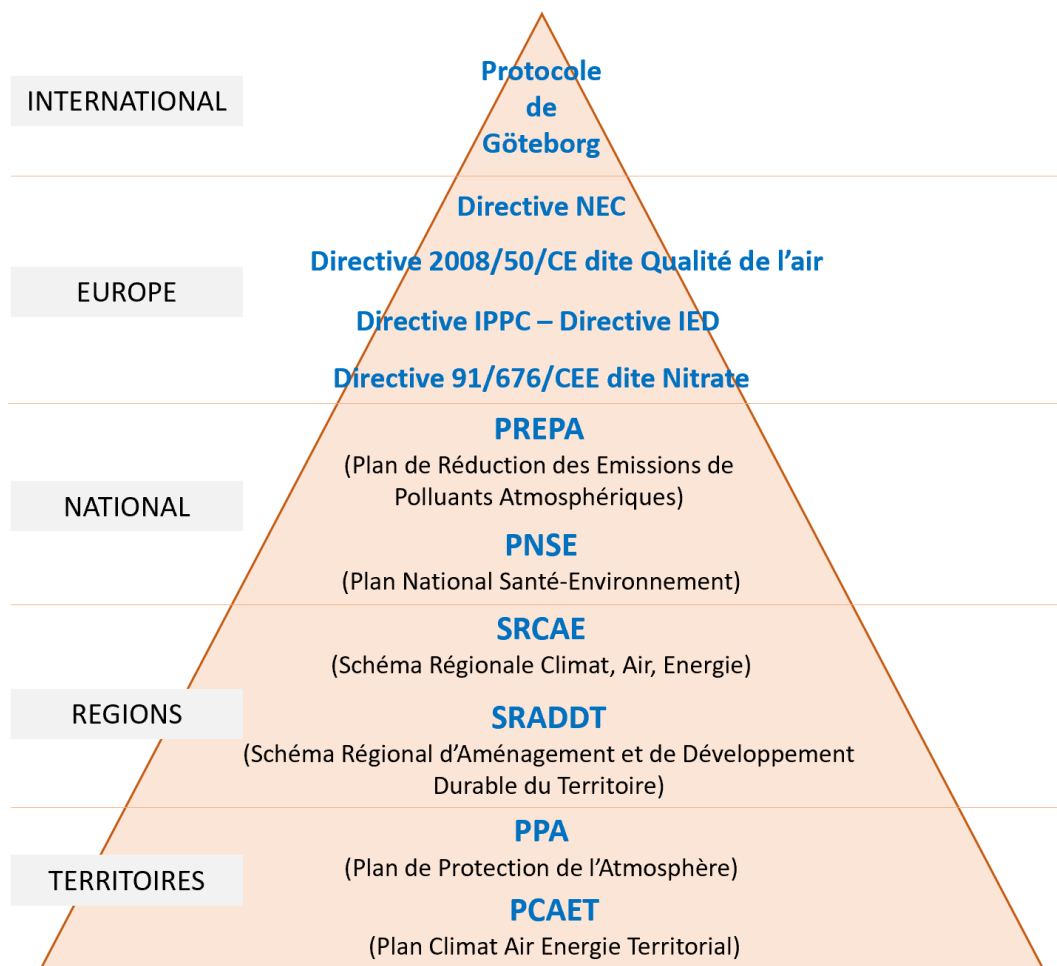 INTERNATIONAL
Protocole
de
Göteborg
EUROPE
Directive NEC
Directive 2008/50/CE dite Qualité de l’air
Directive IPPC – Directive IED
Directive 91/676/CEE dite Nitrate
NATIONAL
PREPA
(Plan de Réduction des Emissions de
Polluants Atmosphériques)
PNSE
(Plan National Santé-Environnement)
REGIONS
SRCAE
(Schéma Régionale Climat, Air, Energie)
SRADDT
(Schéma Régional d’Aménagement et de Développement
Durable du Territoire)
TERRITOIRES
PPA
(Plan de Protection de l’Atmosphère)
PCAET
(Plan Climat Air Energie Territorial)